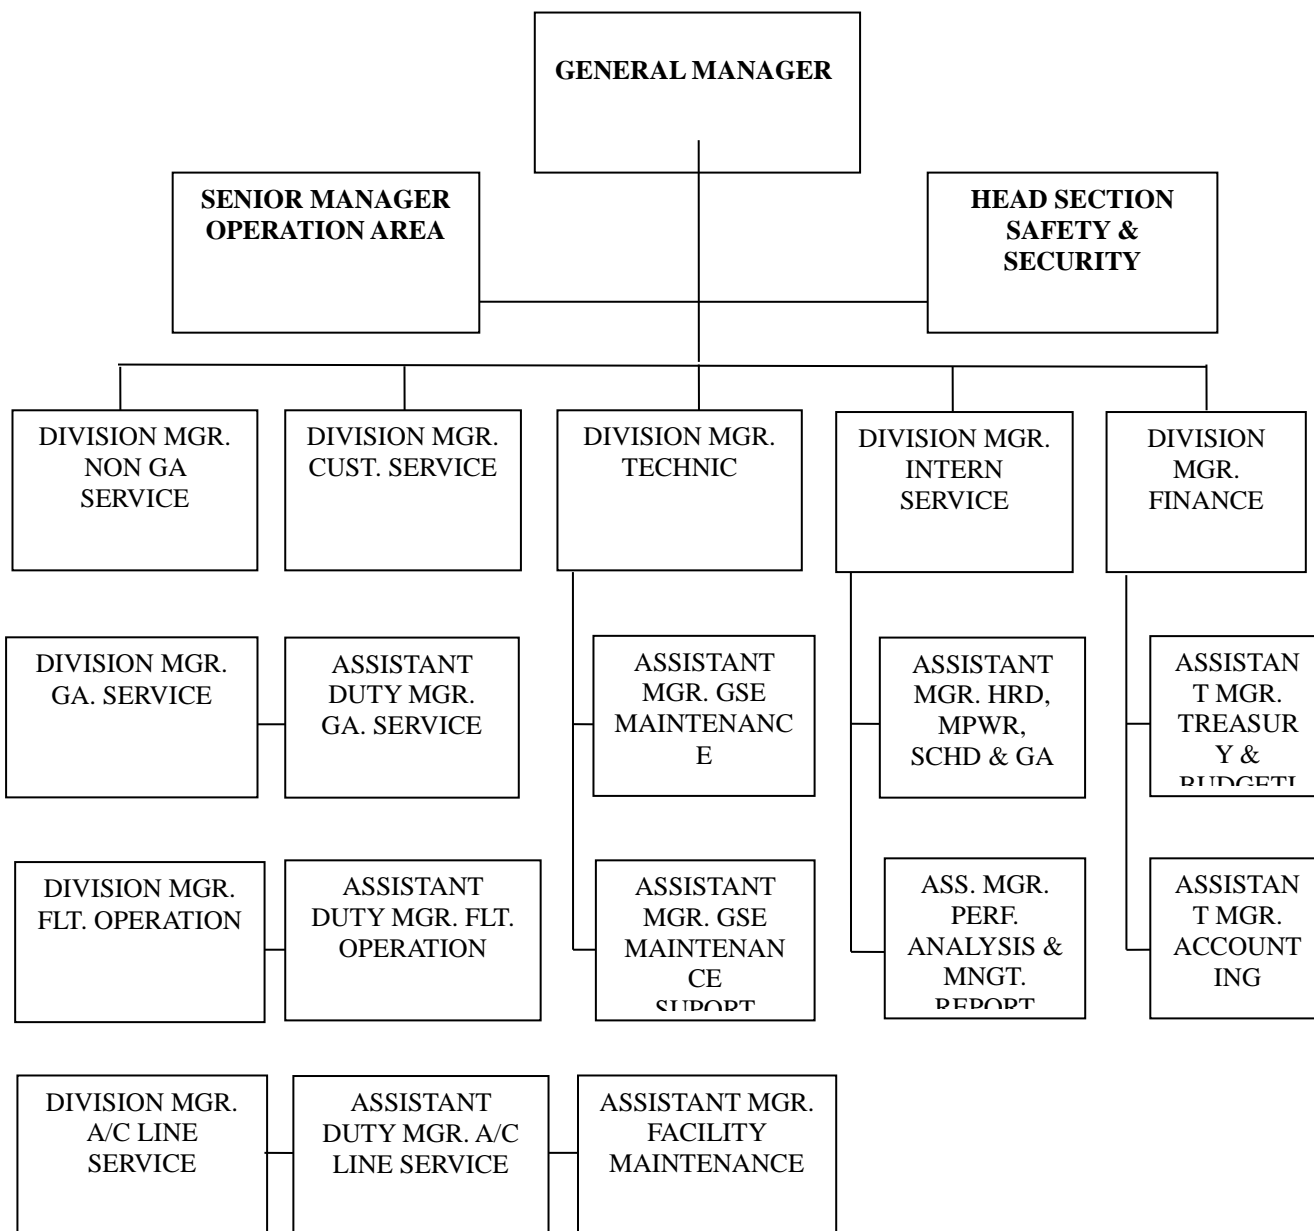 GENERAL MANAGER
SENIOR MANAGER
OPERATION AREA
HEAD SECTION
SAFETY &
SECURITY
DIVISION MGR.
NON GA
SERVICE
DIVISION MGR.
CUST. SERVICE
DIVISION MGR.
TECHNIC
DIVISION MGR.
INTERN
SERVICE
DIVISION
MGR.
FINANCE
DIVISION MGR.
GA. SERVICE
ASSISTANT
DUTY MGR.
GA. SERVICE
ASSISTANT
MGR. GSE
MAINTENANC
E
ASSISTANT
MGR. HRD,
MPWR,
SCHD & GA
ASSISTAN
T MGR.
TREASUR
Y &
BUDGETI
DIVISION MGR.
FLT. OPERATION
ASSISTANT
DUTY MGR. FLT.
OPERATION
ASSISTANT
MGR. GSE
MAINTENAN
CE
SUPORT
ASS. MGR.
PERF.
ANALYSIS &
MNGT.
REPORT
ASSISTAN
T MGR.
ACCOUNT
ING
DIVISION MGR.
A/C LINE
SERVICE
ASSISTANT
DUTY MGR. A/C
LINE SERVICE
ASSISTANT MGR.
FACILITY
MAINTENANCE